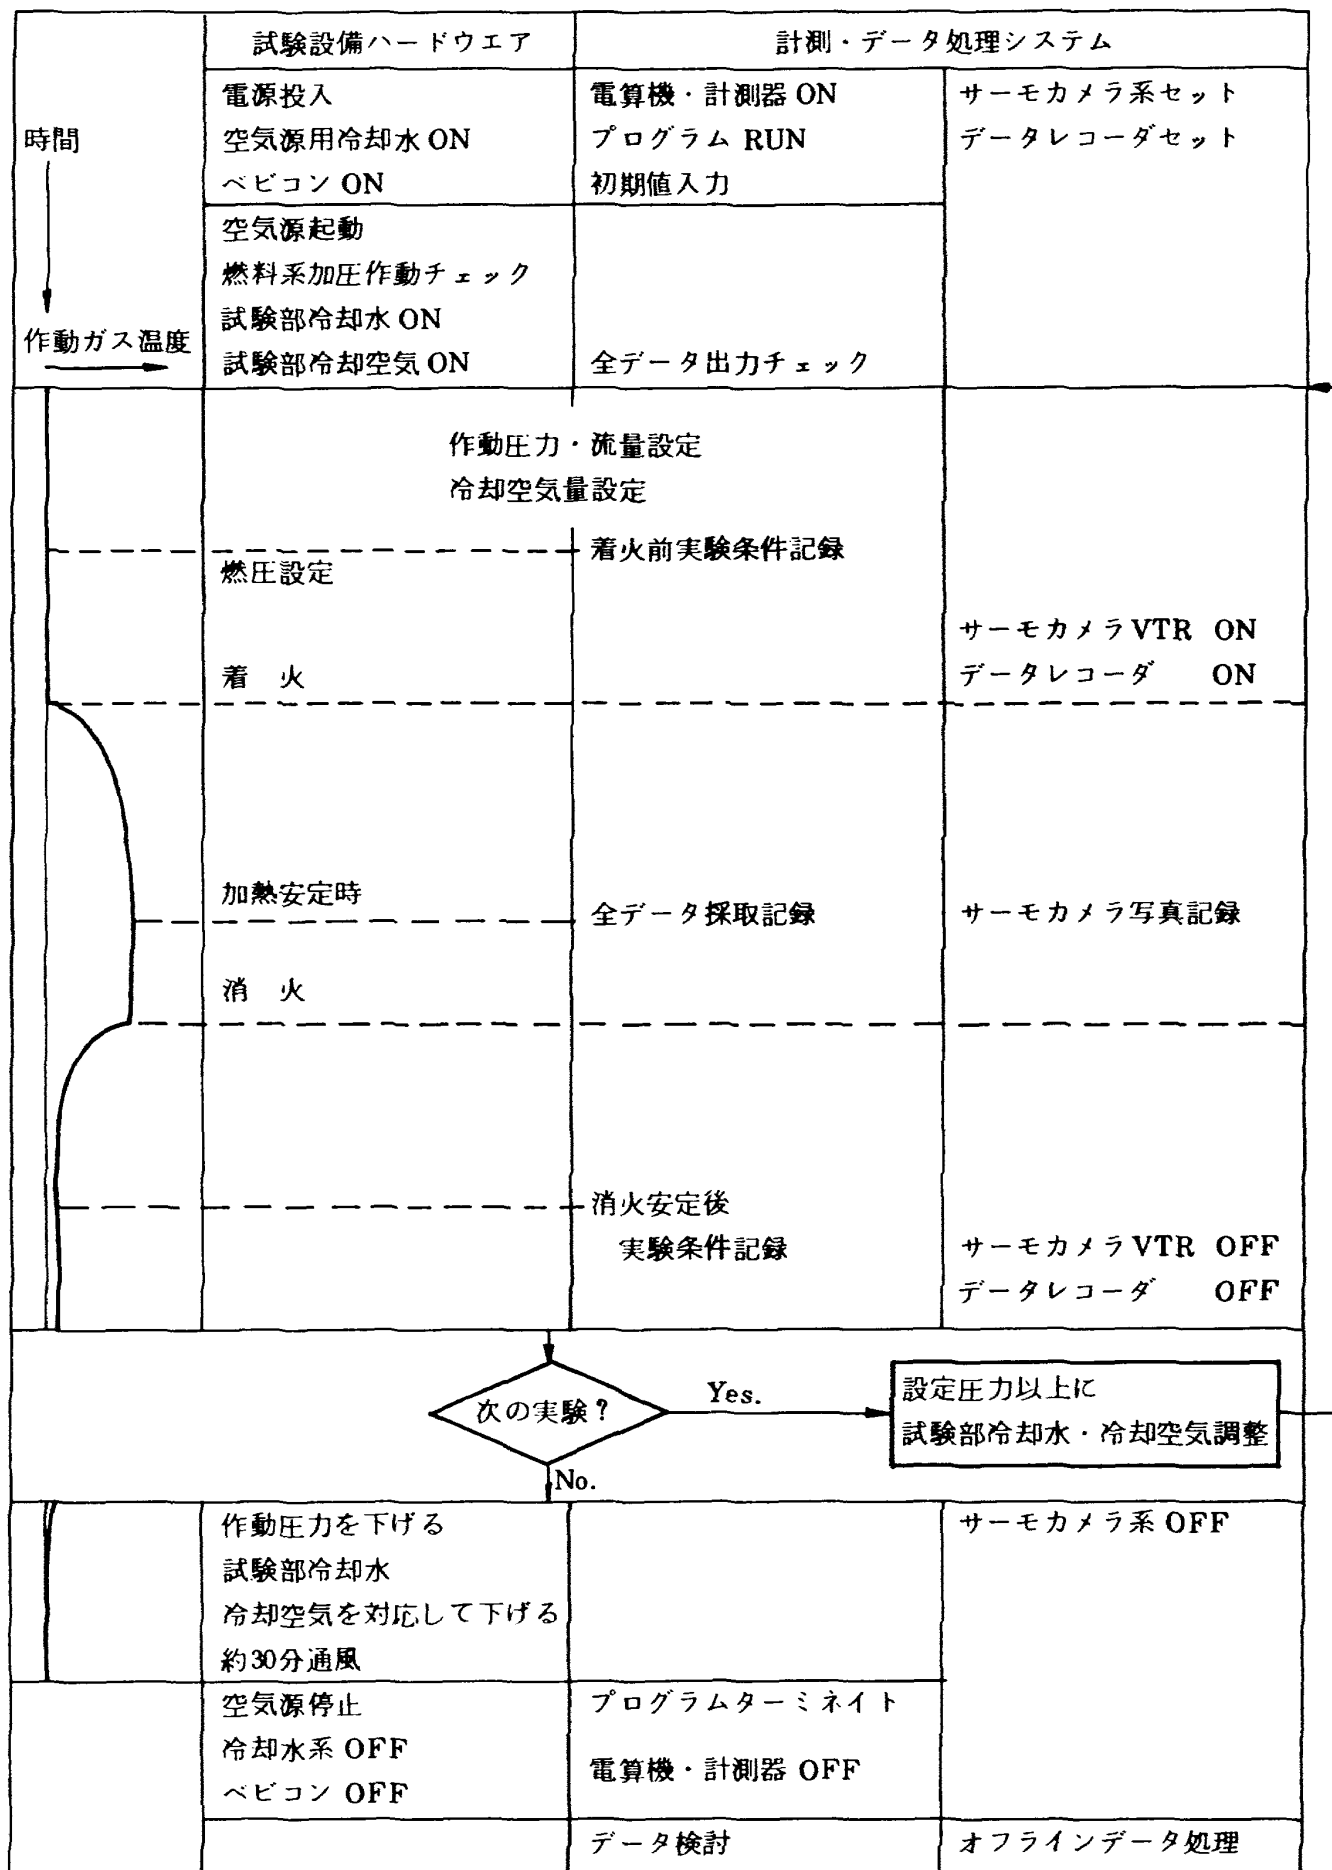 試験設備ハードウエア
計測・データ処理システム
時間
作動ガス温度
電源投入
空気源用冷却水 ON
ベビコン ON
電算機・計測器 ON
プログラム RUN
初期値入力
サーモカメラ系セット
データレコーダセット
空気源起動
燃料系加圧作動チェック
試験部冷却水 ON
試験部冷却空気 ON
全データ出力チェック
作動圧力・流量設定
冷却空気量設定
着火前実験条件記録
燃圧設定
サーモカメラVTR ON
着 火
データレコーダ ON
加熱安定時
全データ採取記録
サーモカメラ写真記録
消 火
消火安定後
実験条件記録
サーモカメラVTR OFF
データレコーダ OFF
次の実験？
Yes.
設定圧力以上に
試験部冷却水・冷却空気調整
No.
作動圧力を下げる
試験部冷却水
冷却空気を対応して下げる
約30分通風
サーモカメラ系 OFF
空気源停止
冷却水系 OFF
ベビコン OFF
プログラムターミネイト
電算機・計測器 OFF
データ検討
オフラインデータ処理